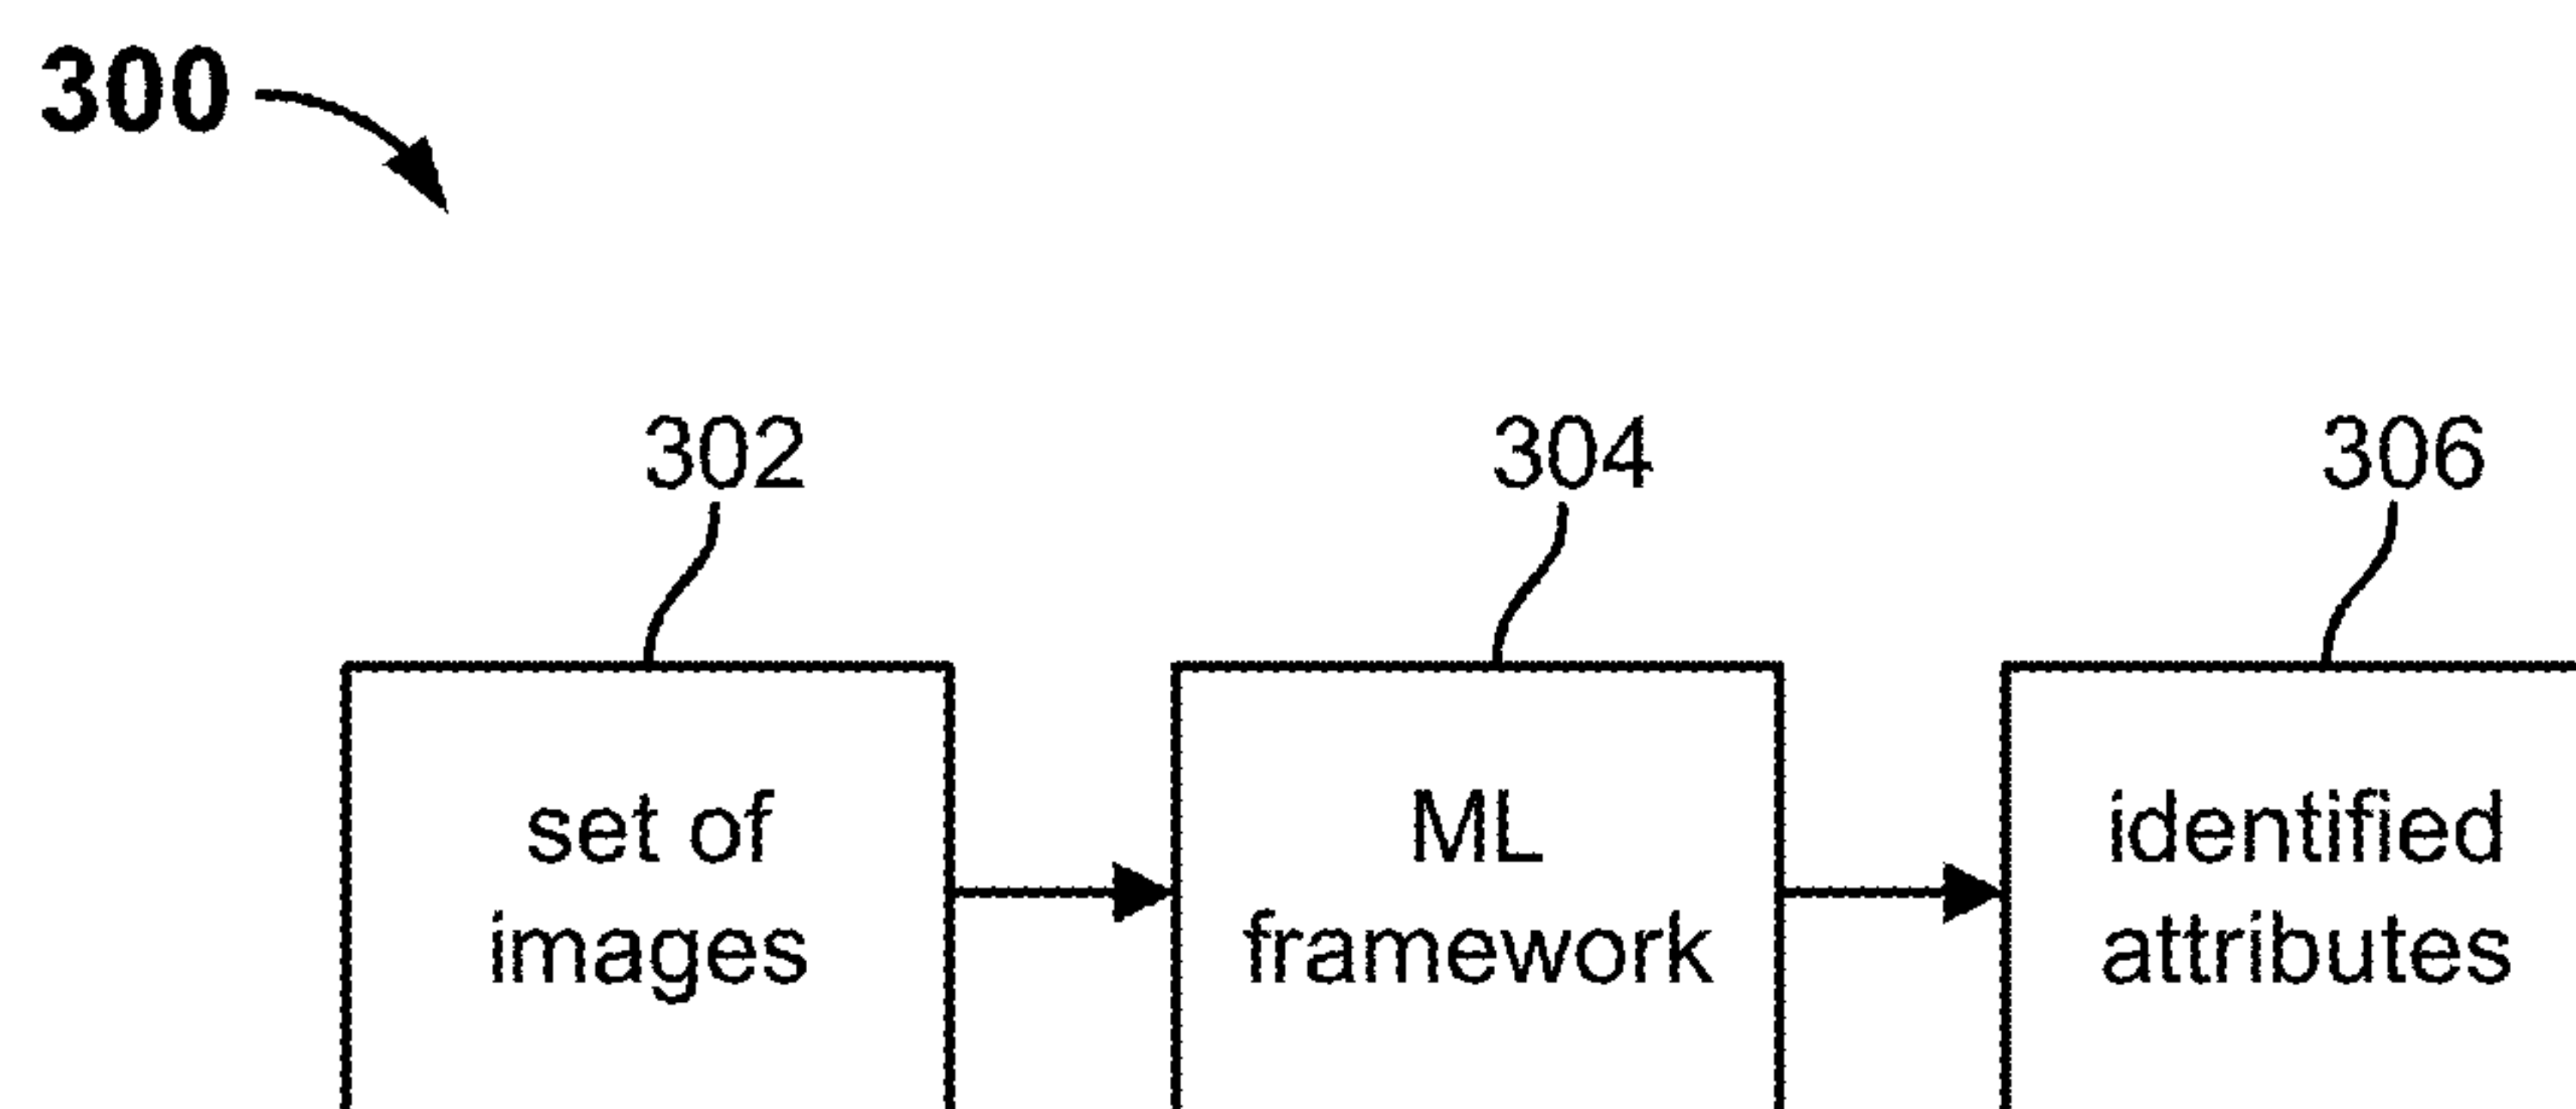 300
302
304
306
set of
images
ML
framework
identified
attributes